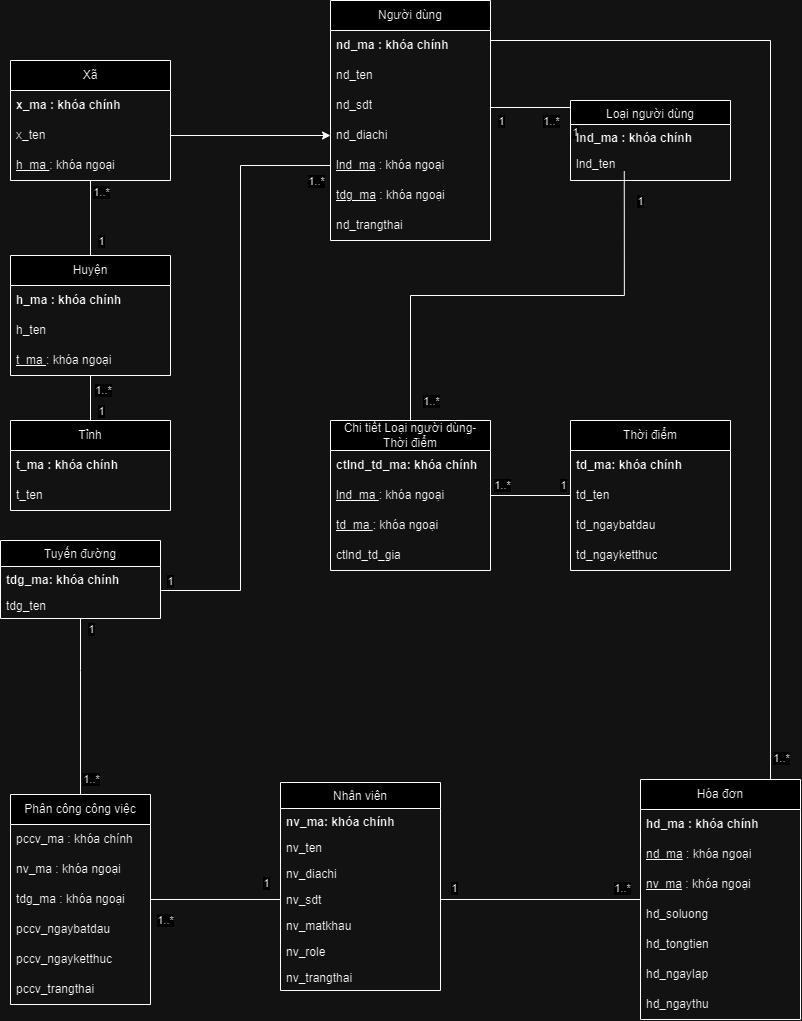 Người dùng
nd_ma : khóa chính
nd_ten
nd_sdt
nd_diachi
lnd_ma : khóa ngoại
tdg_ma : khóa ngoại
nd_trangthai
1..*
Xã
x_ma : khóa chính
x_ten
h_ma : khóa ngoại
1..*
1
Huyện
h_ma : khóa chính
h_ten
t_ma : khóa ngoại
1..*
1
Tỉnh
t_ma : khóa chính
t_ten
1
1..*
Loại người dùng
1
lnd_ma : khóa chính
lnd_ten
1
1..*
Chi tiết Loại người dùng-
Thời điểm
ctlnd_td_ma: khóa chính
lnd_ma : khóa ngoại
td_ma : khóa ngoại
ctlnd_td_gia
1..*
1
Thời điểm
td_ma: khóa chính
td_ten
td_ngaybatdau
td_ngayketthuc
Tuyến đường
tdg_ma: khóa chính
tdg_ten
1
1
1..*
Phân công công việc
pccv_ma : khóa chính
nv_ma : khóa ngoại
tdg_ma : khóa ngoại
pccv_ngaybatdau
pccv_ngayketthuc
pccv_trangthai
1..*
1
Nhân viên
nv_ma: khóa chính
nv_ten
nv_diachi
nv_sdt
nv_matkhau
nv_role
nv_trangthai
1
1..*
1..*
Hóa đơn
hd_ma : khóa chính
nd_ma : khóa ngoại
nv_ma : khóa ngoại
hd_soluong
hd_tongtien
hd_ngaylap
hd_ngaythu